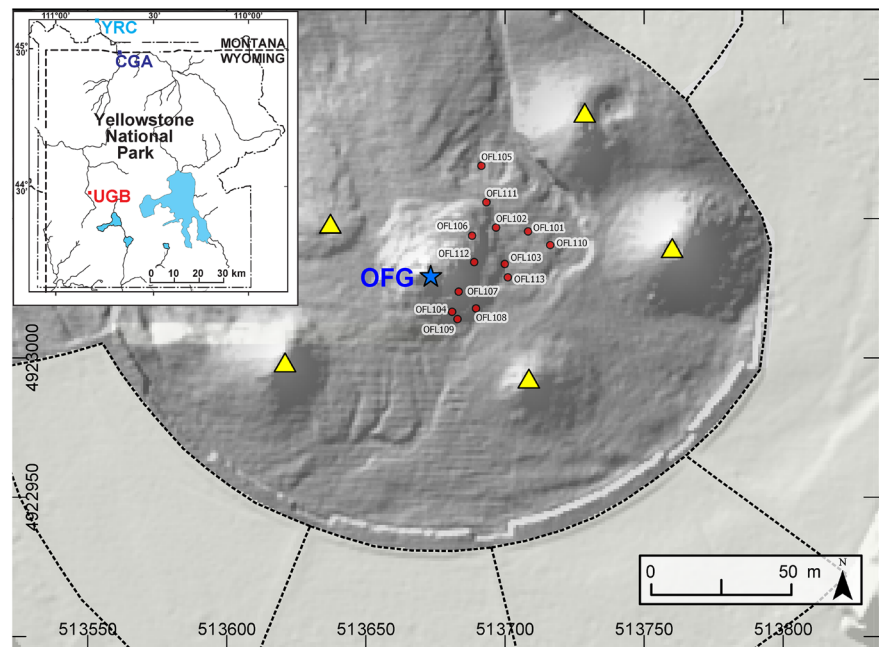 111°00' 30' 110°00'
YRC
45°
MONTANA
WYOMING
CGA
Yellowstone
National
Park
44°
30'
UGB
0 10 20 30 km
OFL105
OFL111
OFL102
OFL101
OFL106
OFL110
OFL112
OFL103
OFG
OFL113
OFL107
OFL104
OFL108
OFL109
4923000
4922950
0 50 m
N
513550 513600 513650 513700 513750 513800